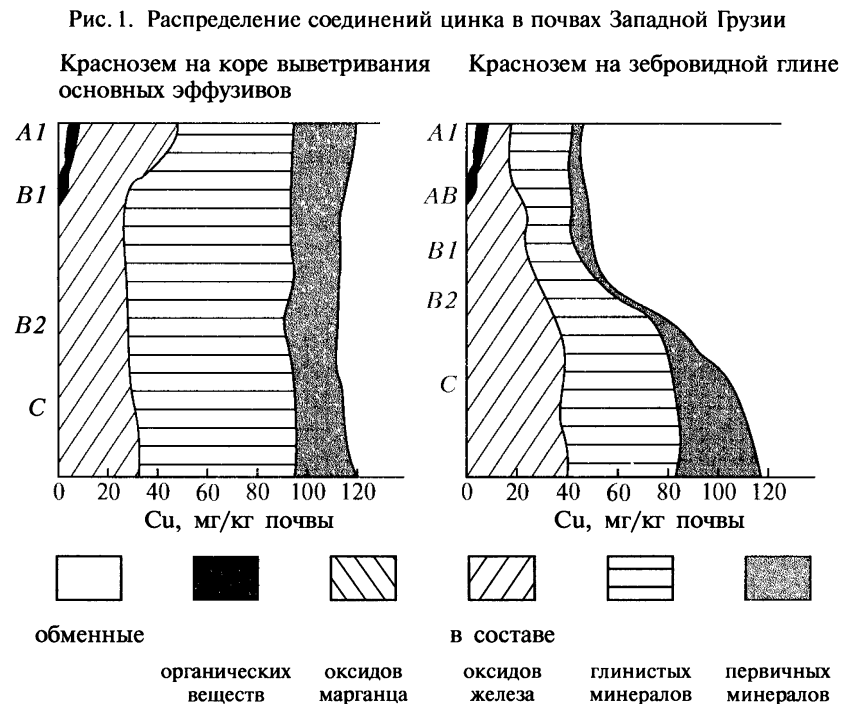 Рис. 1. Распределение соединений цинка в почвах Западной Грузии
Краснозем на коре выветривания
основных эффузивов
Краснозем на зебровидной глине
A1
B1
B2
C
0 20 40 60 80 100 120
Cu, мг/кг почвы
A1
AB
B1
B2
C
0 20 40 60 80 100 120
Cu, мг/кг почвы
обменные
в составе
органических
веществ
оксидов
марганца
оксидов
железа
глинистых
минералов
первичных
минералов